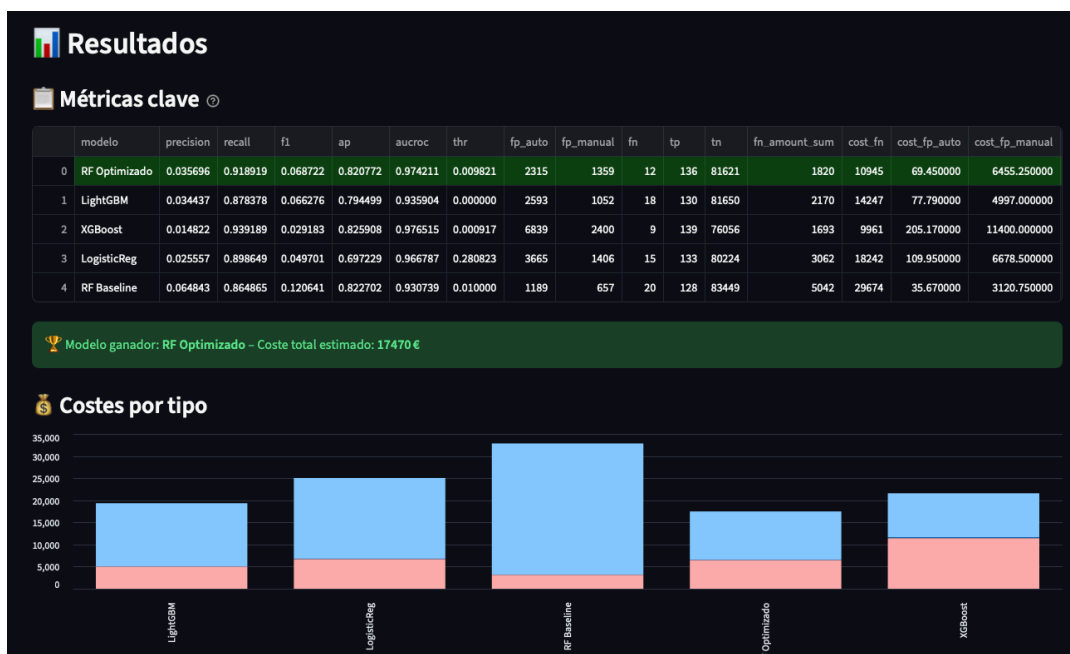 📊 Resultados
📋 Métricas clave
modelo precision recall f1 ap aucroc thr fp_auto fp_manual fn tp tn fn_amount_sum cost_fn cost_fp_auto cost_fp_manual
0 RF Optimizado 0.035696 0.918919 0.068722 0.820772 0.974211 0.009821 2315 1359 12 136 81621 1820 10945 69.450000 6455.250000
1 LightGBM 0.034437 0.878378 0.066276 0.794499 0.935904 0.000000 2593 1052 18 130 81650 2170 14247 77.790000 4997.000000
2 XGBoost 0.014822 0.939189 0.029183 0.825908 0.976515 0.000917 6839 2400 9 139 76056 1693 9961 205.170000 11400.000000
3 LogisticReg 0.025557 0.898649 0.049701 0.697229 0.966787 0.280823 3665 1406 15 133 80224 3062 18242 109.950000 6678.500000
4 RF Baseline 0.064843 0.864865 0.120641 0.822702 0.930739 0.010000 1189 657 20 128 83449 5042 29674 35.670000 3120.750000
🏆 Modelo ganador: RF Optimizado – Coste total estimado: 17470 €
💰 Costes por tipo
35,000
30,000
25,000
20,000
15,000
10,000
5,000
0
LightGBM
LogisticReg
RF Baseline
Optimizado
XGBoost